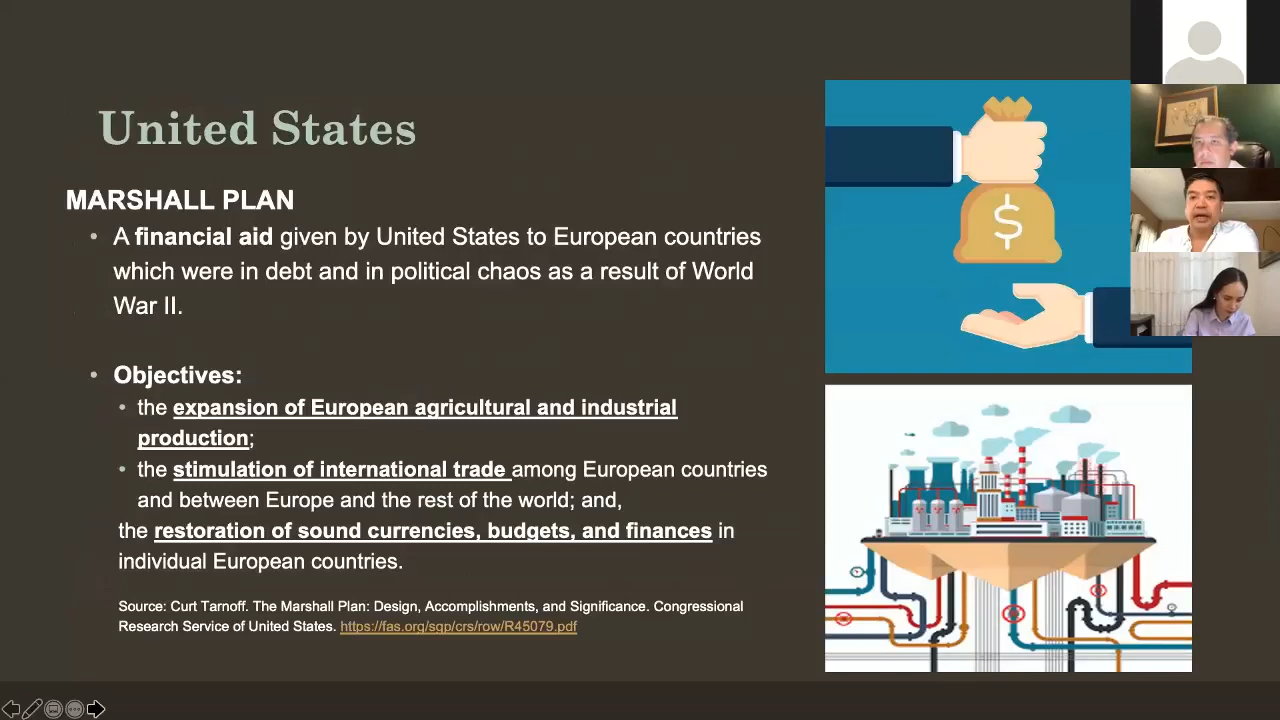 United States
MARSHALL PLAN
• A financial aid given by United States to European countries
which were in debt and in political chaos as a result of World
War II.
• Objectives:
• the expansion of European agricultural and industrial
production;
• the stimulation of international trade among European countries
and between Europe and the rest of the world; and,
the restoration of sound currencies, budgets, and finances in
individual European countries.
Source: Curt Tarnoff. The Marshall Plan: Design, Accomplishments, and Significance. Congressional
Research Service of United States. https://fas.org/sgp/crs/row/R45079.pdf
$